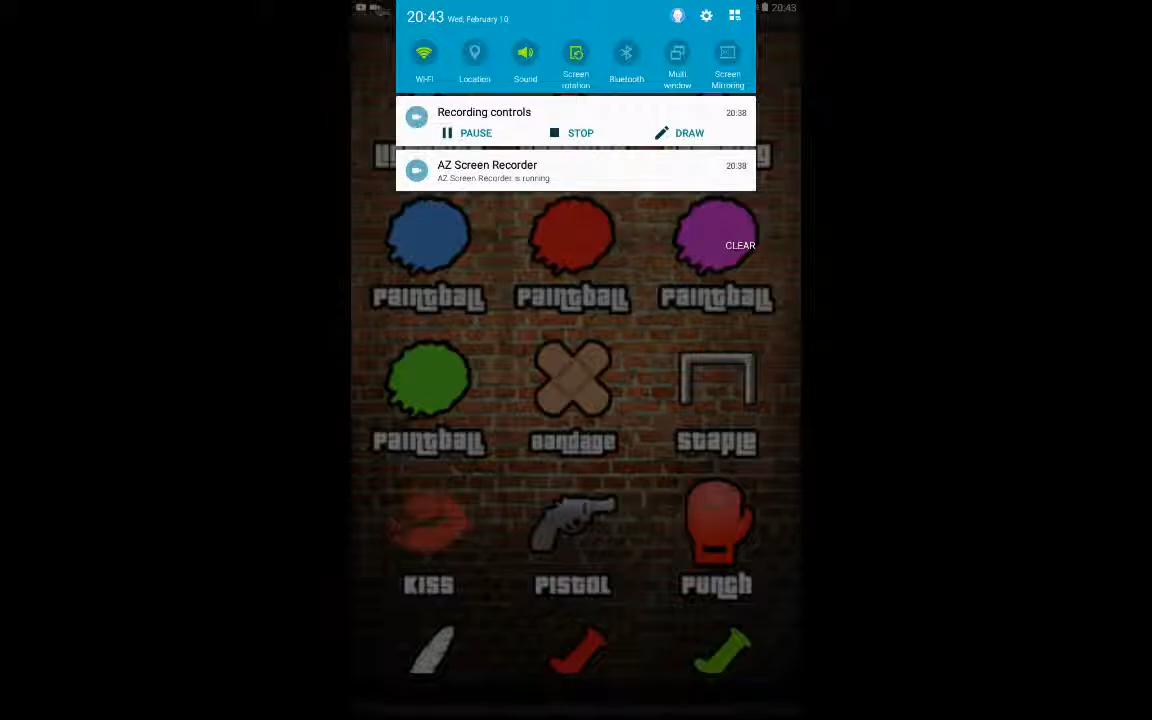 20:43 Wed, February 10
20:43
Wi-Fi
Location
Sound
Screen rotation
Bluetooth
Multi window
Screen Mirroring
Recording controls 20:38
PAUSE STOP DRAW
AZ Screen Recorder 20:38
AZ Screen Recorder is running
CLEAR
Paintball Paintball Paintball
Paintball Bandage Staple
Kiss Pistol Punch